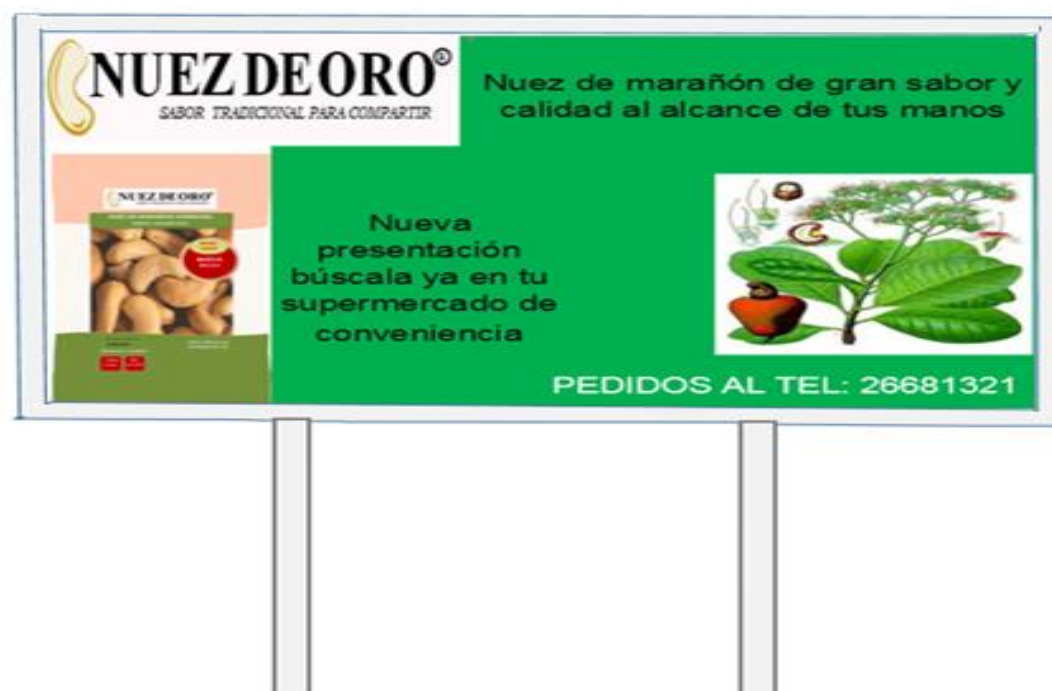 NUEZ DE ORO®
SABOR TRADICIONAL PARA COMPARTIR
Nuez de marañón de gran sabor y
calidad al alcance de tus manos
NUEZ DE ORO
Nueva
presentación
búscala ya en tu
supermercado de
conveniencia
PEDIDOS AL TEL: 26681321